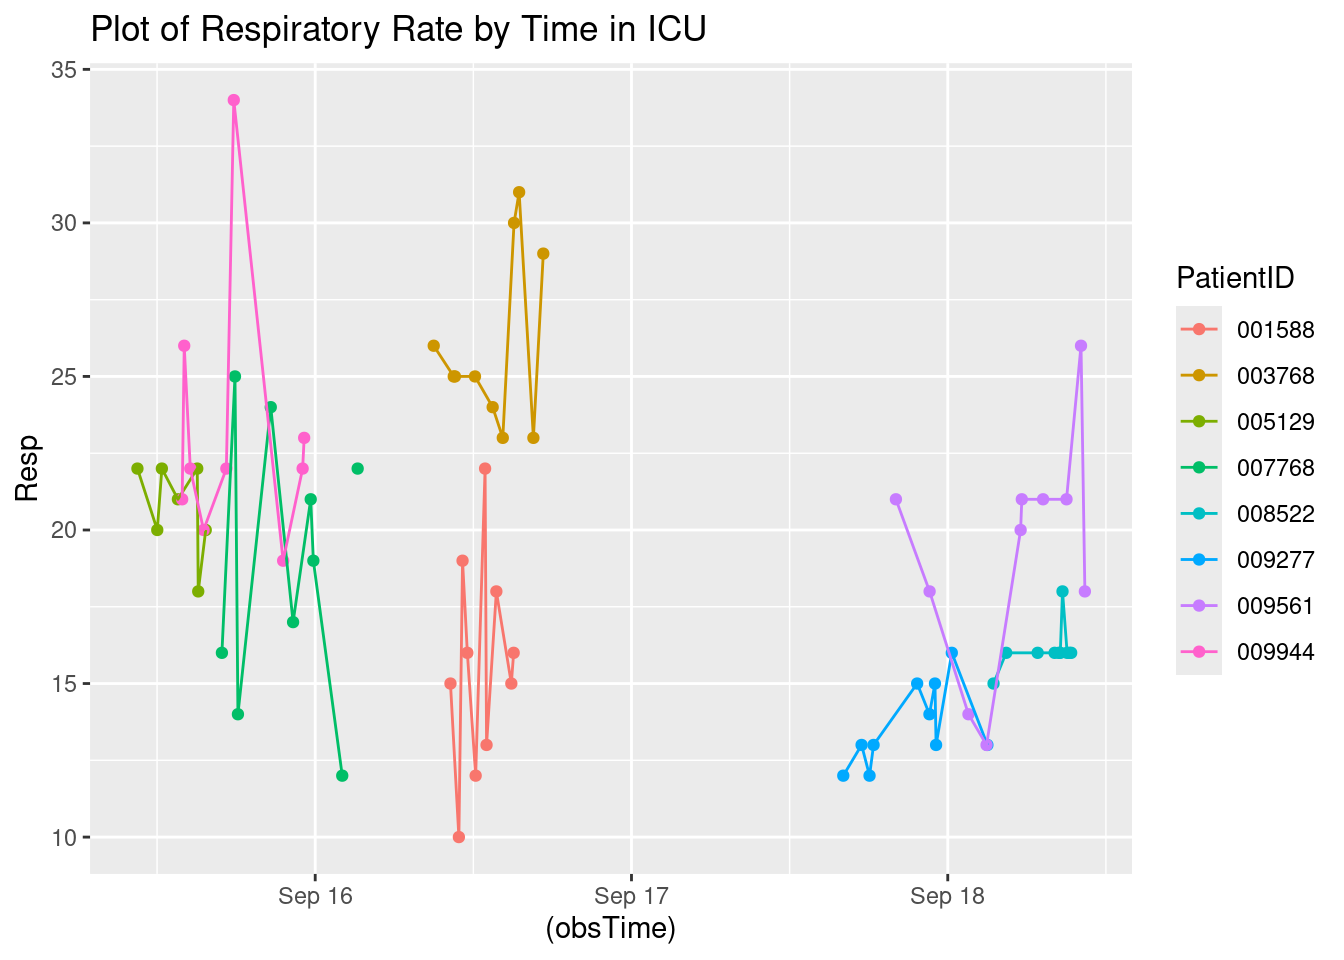 Plot of Respiratory Rate by Time in ICU
35
30
25
20
15
10
Resp
Sep 16
Sep 17
Sep 18
(obsTime)
PatientID
001588
003768
005129
007768
008522
009277
009561
009944